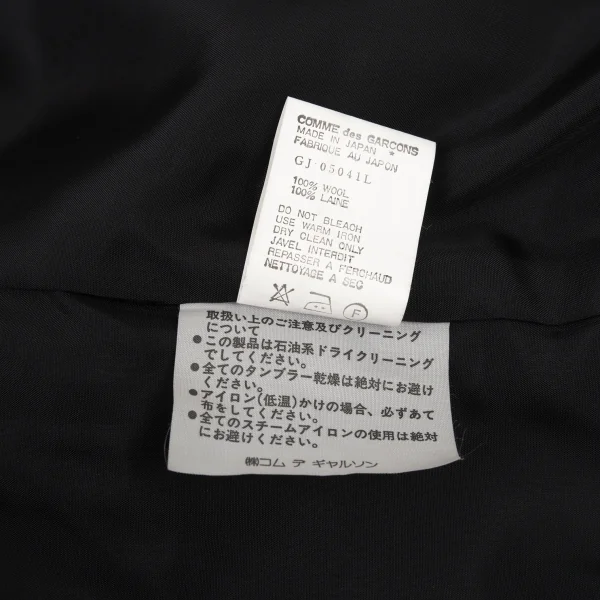 COMME des GARCONS
MADE IN JAPAN
FABRIQUE AU JAPON
GJ-05041L
100% WOOL
100% LAINE
DO NOT BLEACH
USE WARM IRON
DRY CLEAN ONLY
JAVEL INTERDIT
REPASSER A FERCHAUD
NETTOYAGE A SEC
F
取扱い上のご注意及びクリーニング
について
●この製品は石油系ドライクリーニング
でしてください。
●全てのタンブラー乾燥は絶対にお避け
ください。
●アイロン(低温)かけの場合、必ずあて
布をしてください。
●全てのスチームアイロンの使用は絶対
にお避けください。
㈱コム デ ギャルソン